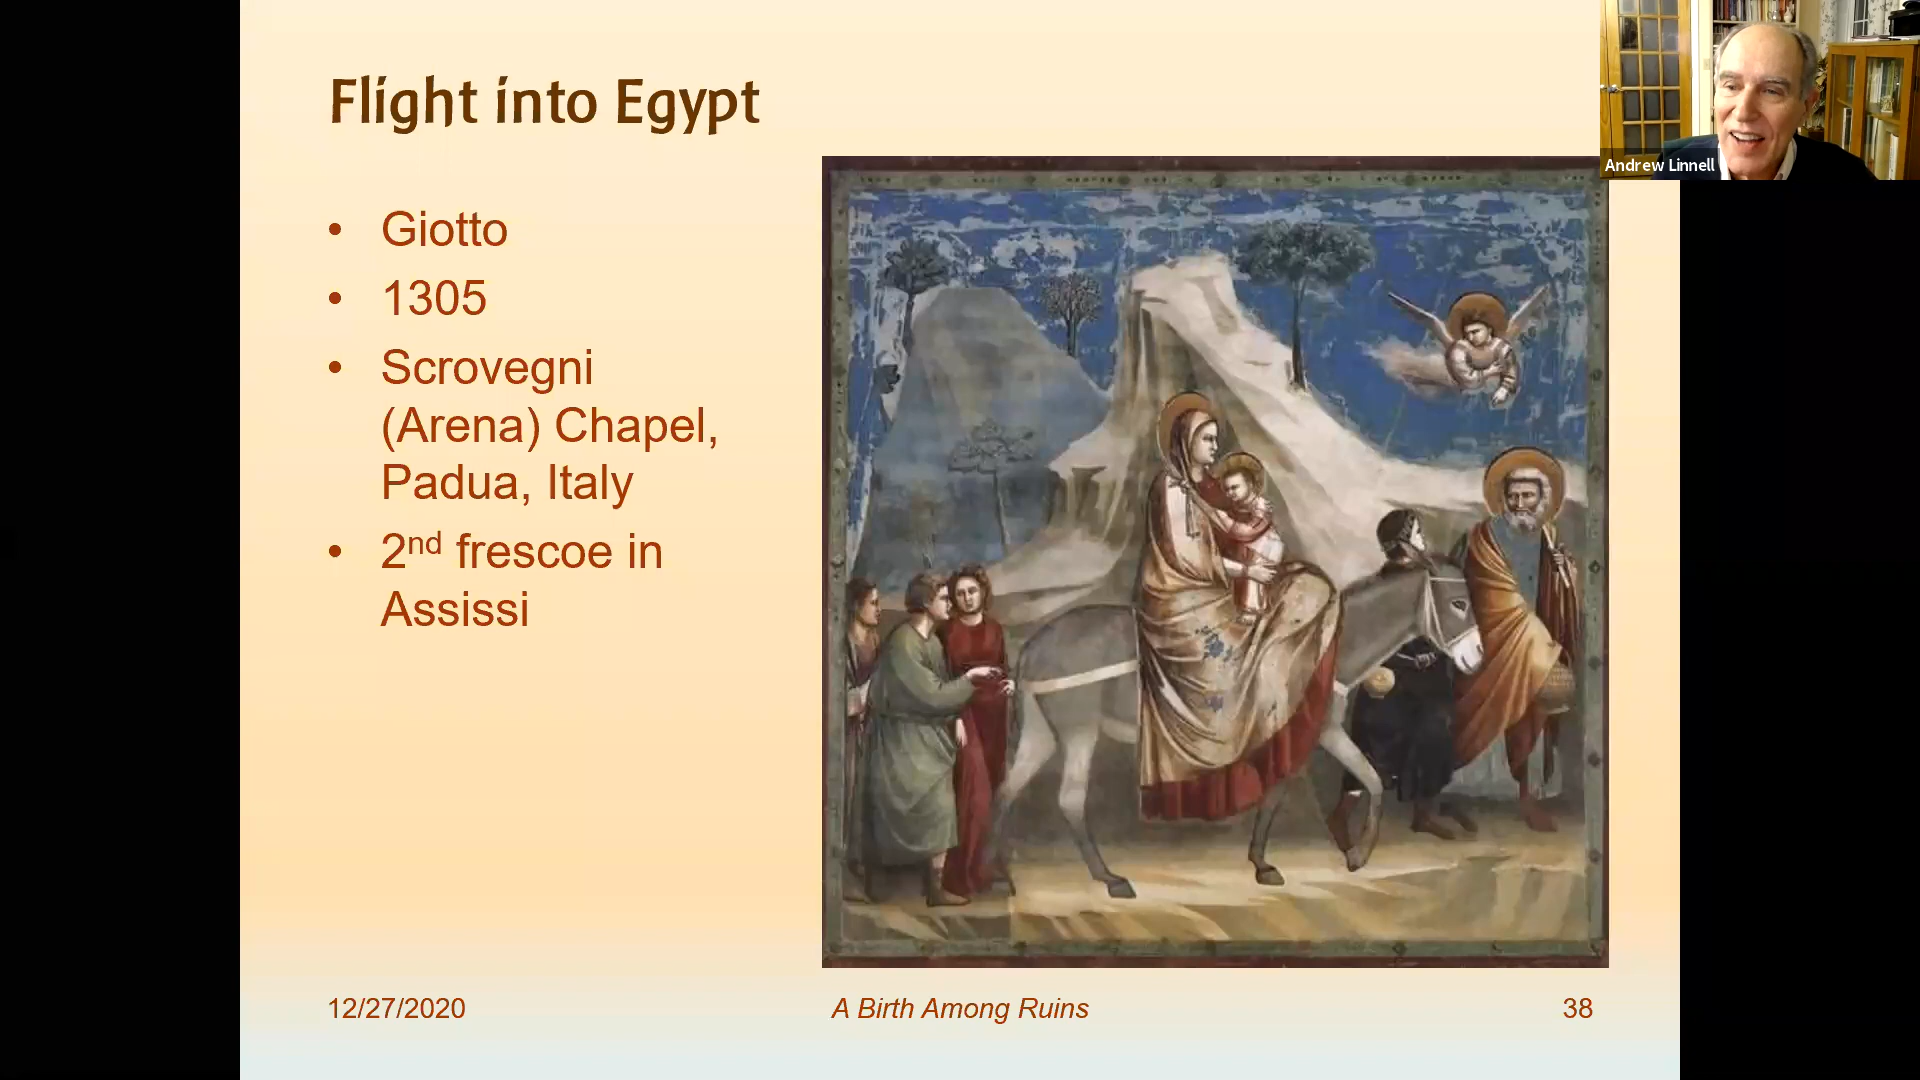 Flight into Egypt
Andrew Linnell
• Giotto
• 1305
• Scrovegni
(Arena) Chapel,
Padua, Italy
• 2nd frescoe in
Assissi
12/27/2020
A Birth Among Ruins
38